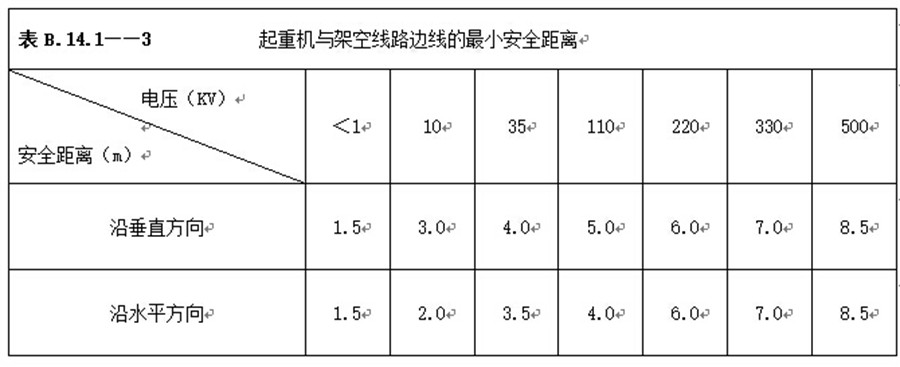 表 B.14.1——3 起重机与架空线路边线的最小安全距离
电压（KV）
安全距离（m）
＜1 10 35 110 220 330 500
沿垂直方向 1.5 3.0 4.0 5.0 6.0 7.0 8.5
沿水平方向 1.5 2.0 3.5 4.0 6.0 7.0 8.5